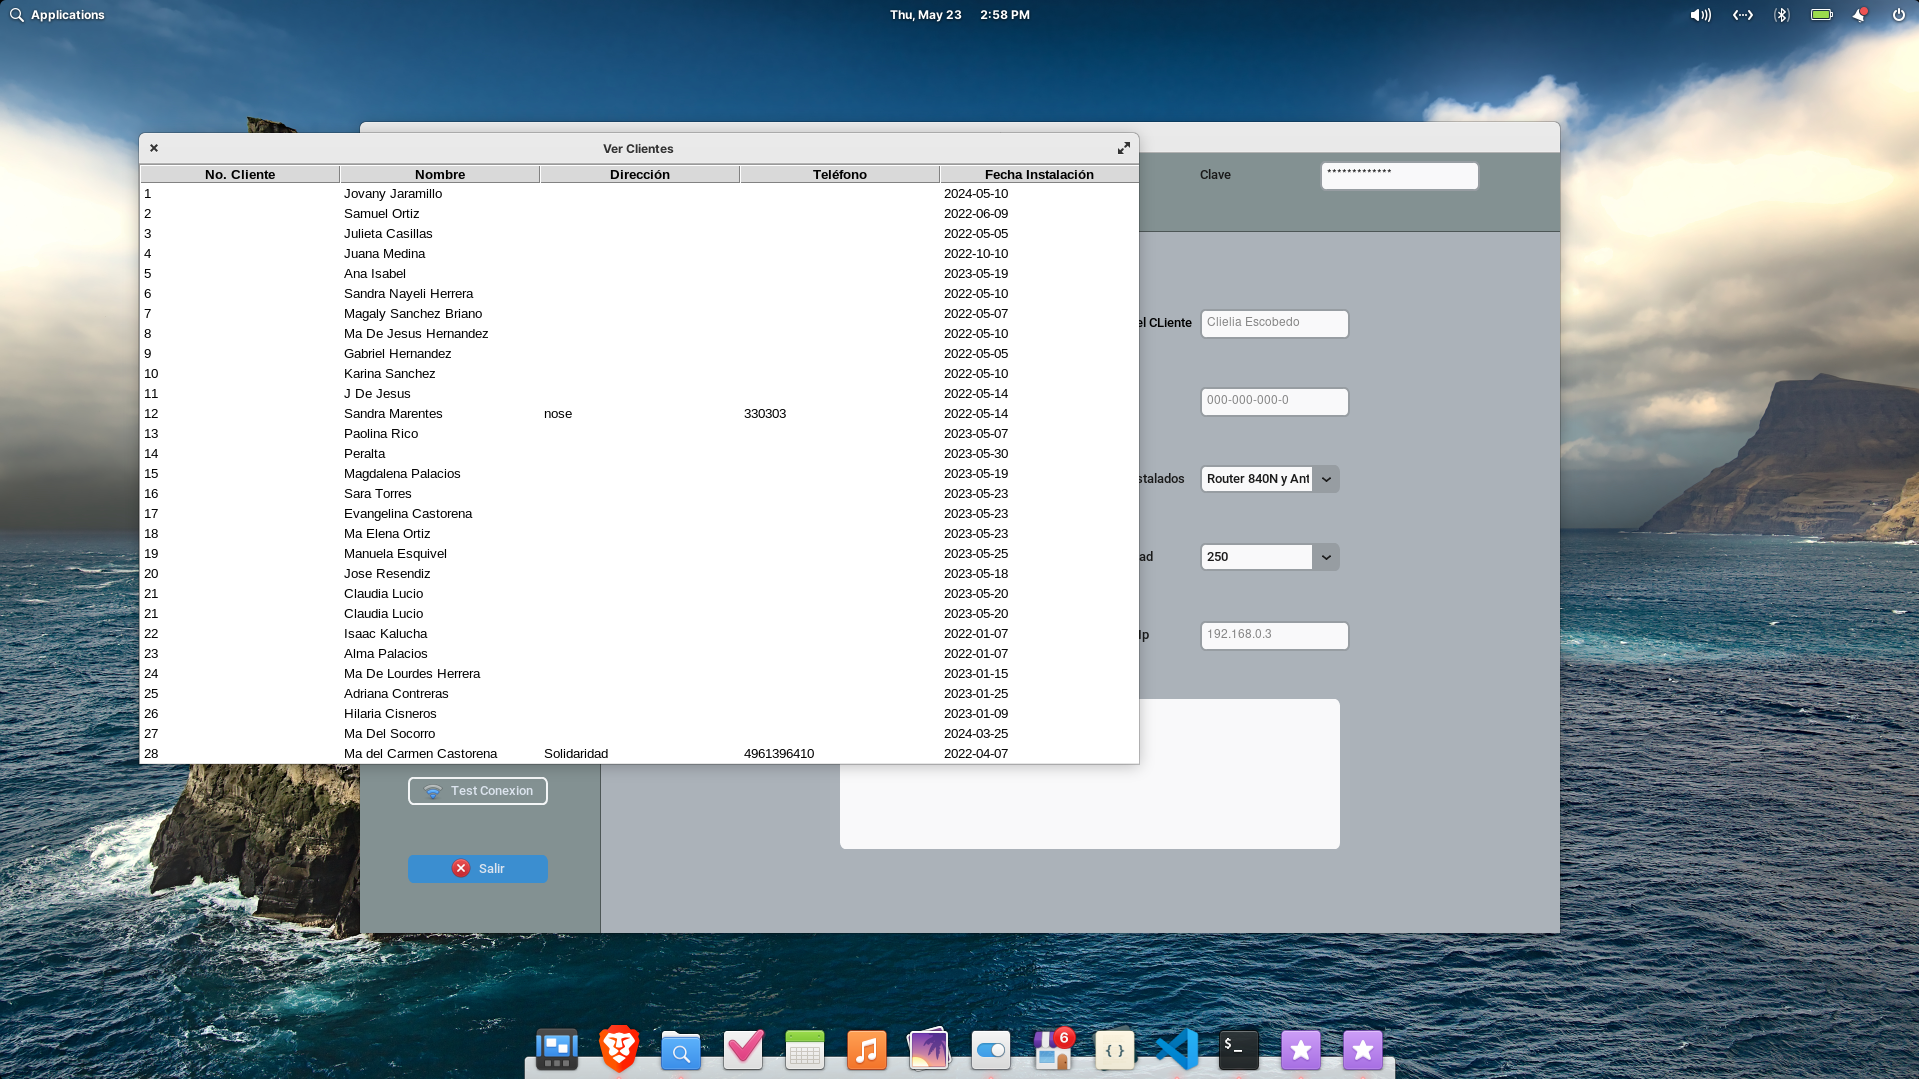 Applications
Thu, May 23 2:58 PM
Ver Clientes
No. Cliente Nombre Dirección Teléfono Fecha Instalación
1 Jovany Jaramillo 2024-05-10
2 Samuel Ortiz 2022-06-09
3 Julieta Casillas 2022-05-05
4 Juana Medina 2022-10-10
5 Ana Isabel 2023-05-19
6 Sandra Nayeli Herrera 2022-05-10
7 Magaly Sanchez Briano 2022-05-07
8 Ma De Jesus Hernandez 2022-05-10
9 Gabriel Hernandez 2022-05-05
10 Karina Sanchez 2022-05-10
11 J De Jesus 2022-05-14
12 Sandra Marentes nose 330303 2022-05-14
13 Paolina Rico 2023-05-07
14 Peralta 2023-05-30
15 Magdalena Palacios 2023-05-19
16 Sara Torres 2023-05-23
17 Evangelina Castorena 2023-05-23
18 Ma Elena Ortiz 2023-05-23
19 Manuela Esquivel 2023-05-25
20 Jose Resendiz 2023-05-18
21 Claudia Lucio 2023-05-20
21 Claudia Lucio 2023-05-20
22 Isaac Kalucha 2022-01-07
23 Alma Palacios 2022-01-07
24 Ma De Lourdes Herrera 2023-01-15
25 Adriana Contreras 2023-01-25
26 Hilaria Cisneros 2023-01-09
27 Ma Del Socorro 2024-03-25
28 Ma del Carmen Castorena Solidaridad 4961396410 2022-04-07
Clave *************
el CLiente Clielia Escobedo
000-000-000-0
stalados Router 840N y Ant
ad 250
Ip 192.168.0.3
Test Conexion
Salir
6
{ }
$_